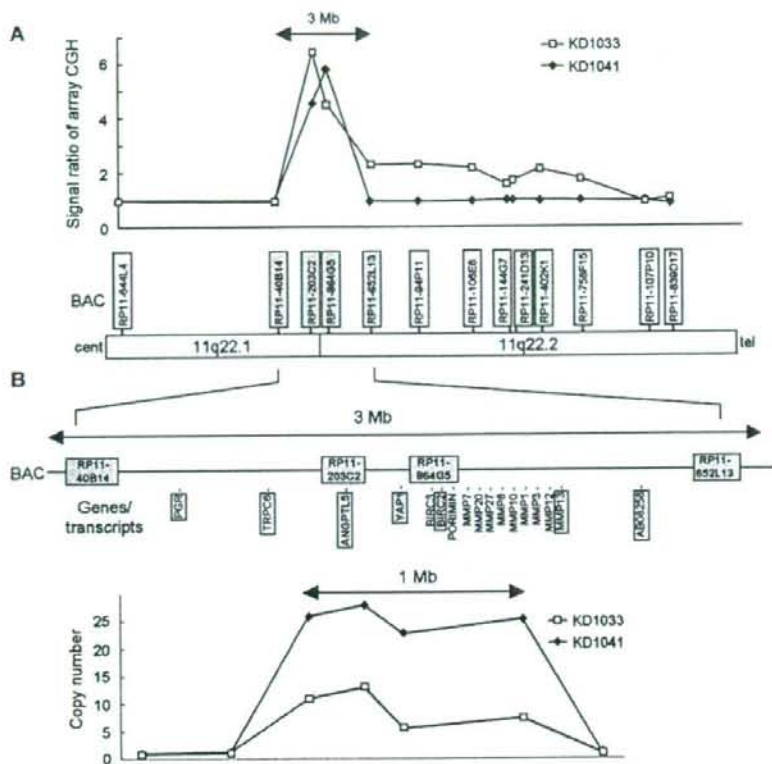 A
3 Mb
KD1033
KD1041
Signal ratio of array CGH
6
4
2
1
0
BAC
RP11-644L4
RP11-40B14
RP11-203C2
RP11-864G5
RP11-652L13
RP11-94P11
RP11-106E8
RP11-144G7
RP11-241D13
RP11-402K1
RP11-758F15
RP11-107P10
RP11-839D17
cent
11q22.1
11q22.2
tel
B
3 Mb
BAC
RP11-
40B14
RP11-
203C2
RP11-
864G5
RP11-
652L13
Genes/
transcripts
PGR
TRPC6
ANGPTL5
YAP1
BIRC3
BIRC2
PORIMIN
MMP7
MMP20
MMP27
MMP8
MMP10
MMP1
MMP3
MMP12
MMP13
1 Mb
KD1033
KD1041
Copy number
25
20
15
10
5
0